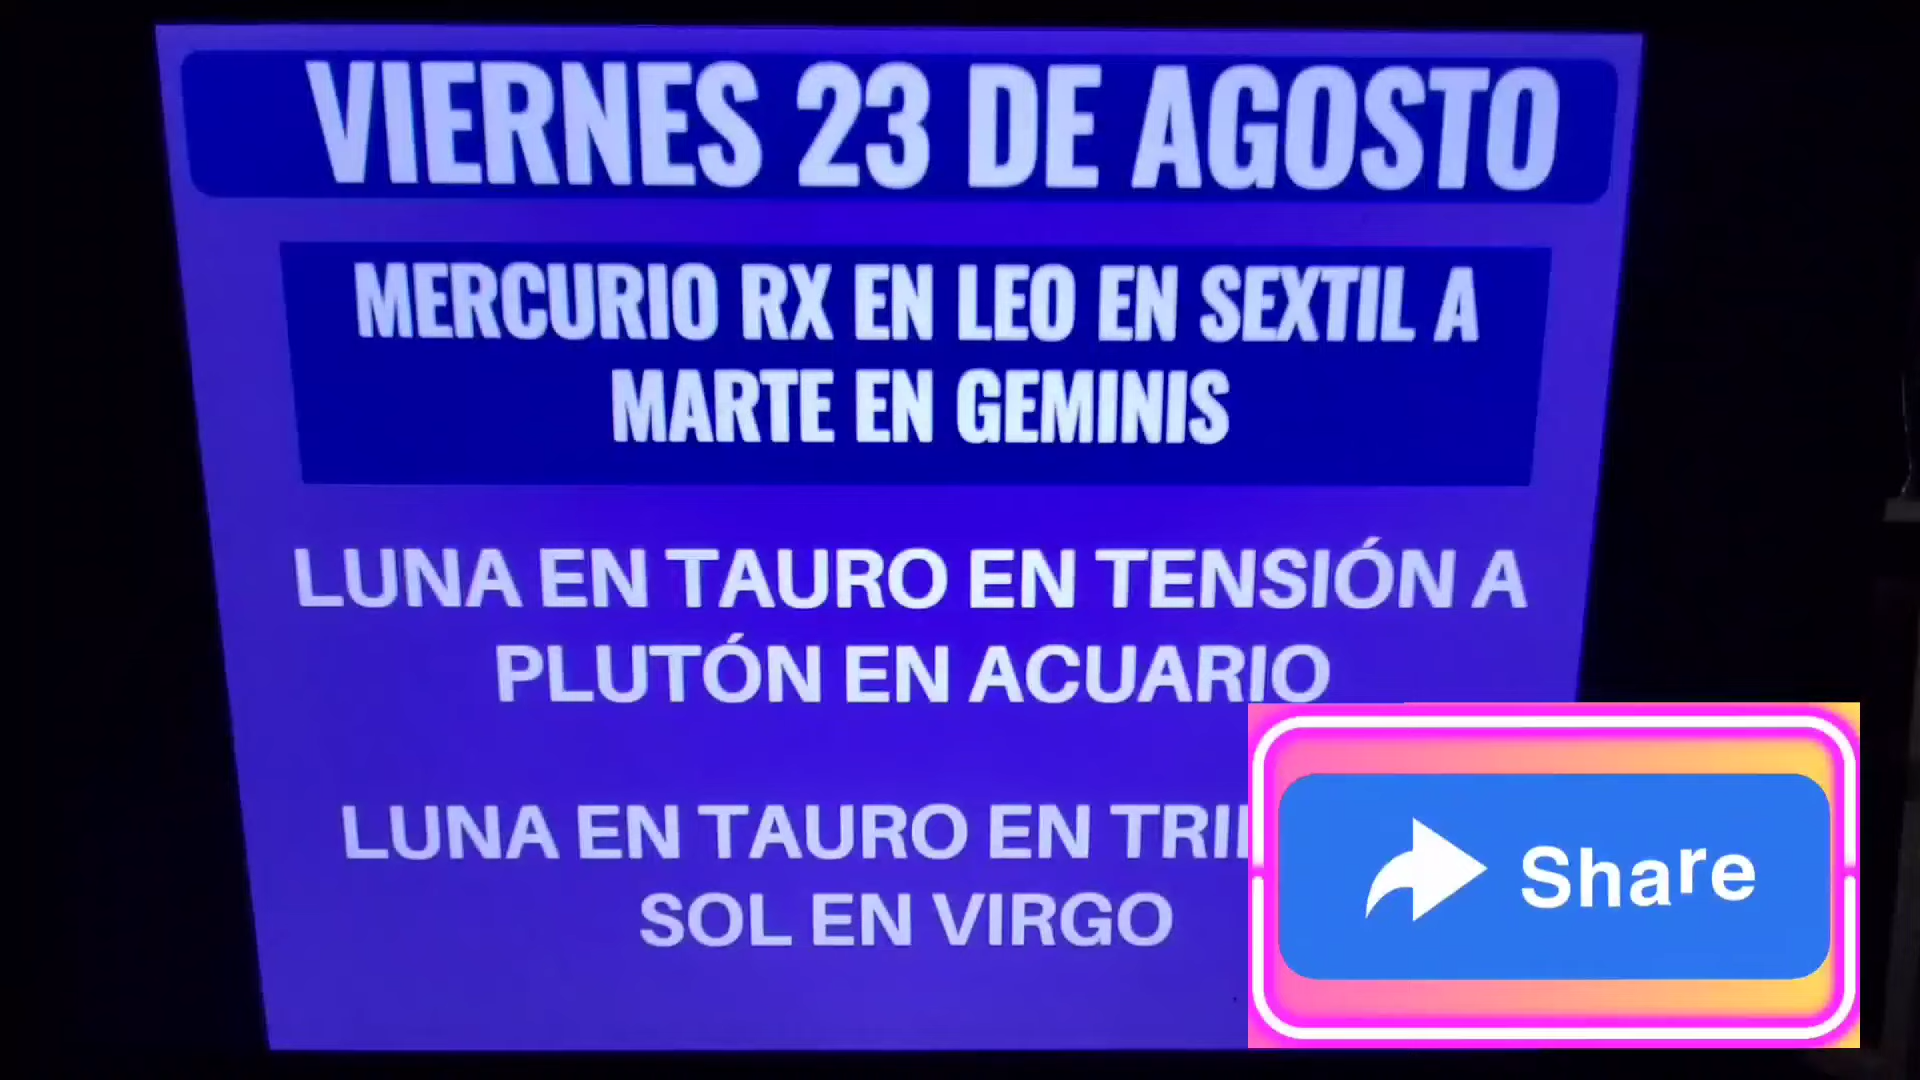 VIERNES 23 DE AGOSTO
MERCURIO RX EN LEO EN SEXTIL A
MARTE EN GEMINIS
LUNA EN TAURO EN TENSIÓN A
PLUTÓN EN ACUARIO
LUNA EN TAURO EN
SOL EN VIRGO
Share